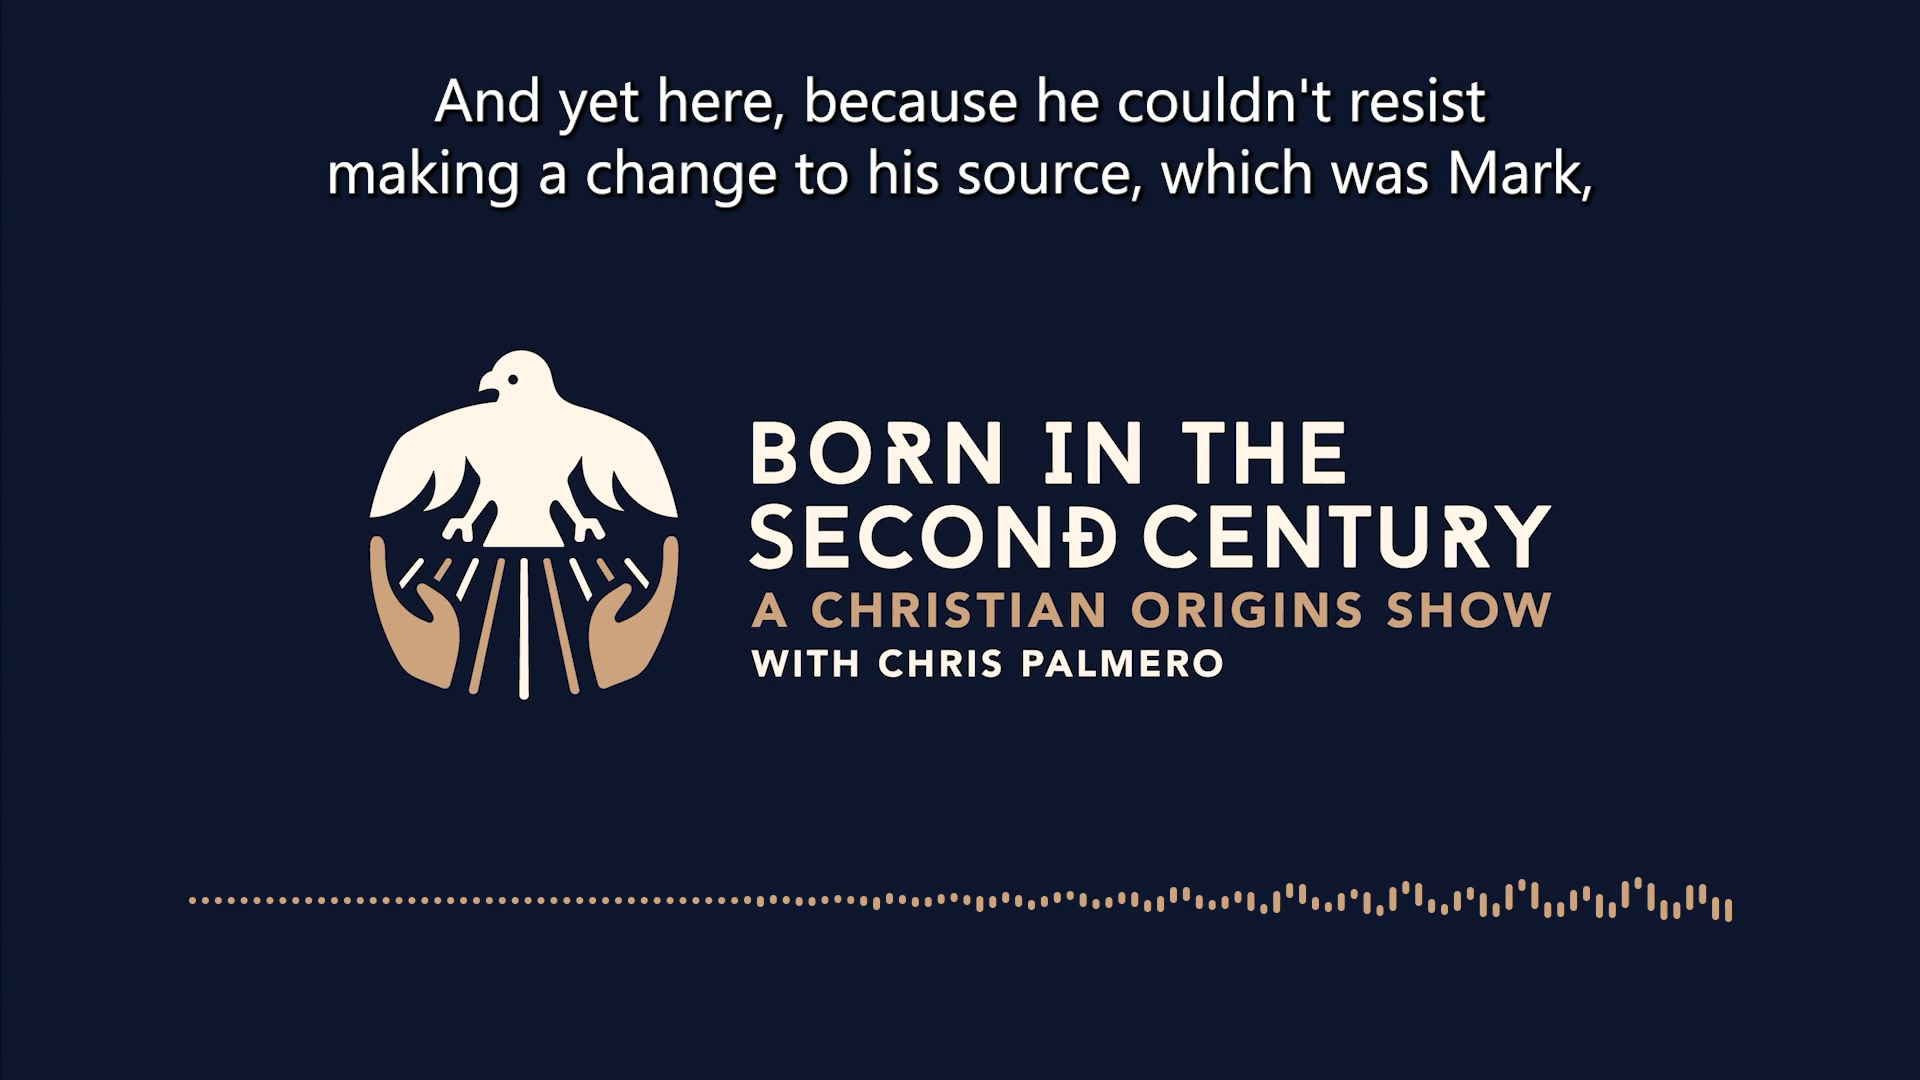 And yet here, because he couldn't resist
making a change to his source, which was Mark,
BORN IN THE
SECOND CENTURY
A CHRISTIAN ORIGINS SHOW
WITH CHRIS PALMERO